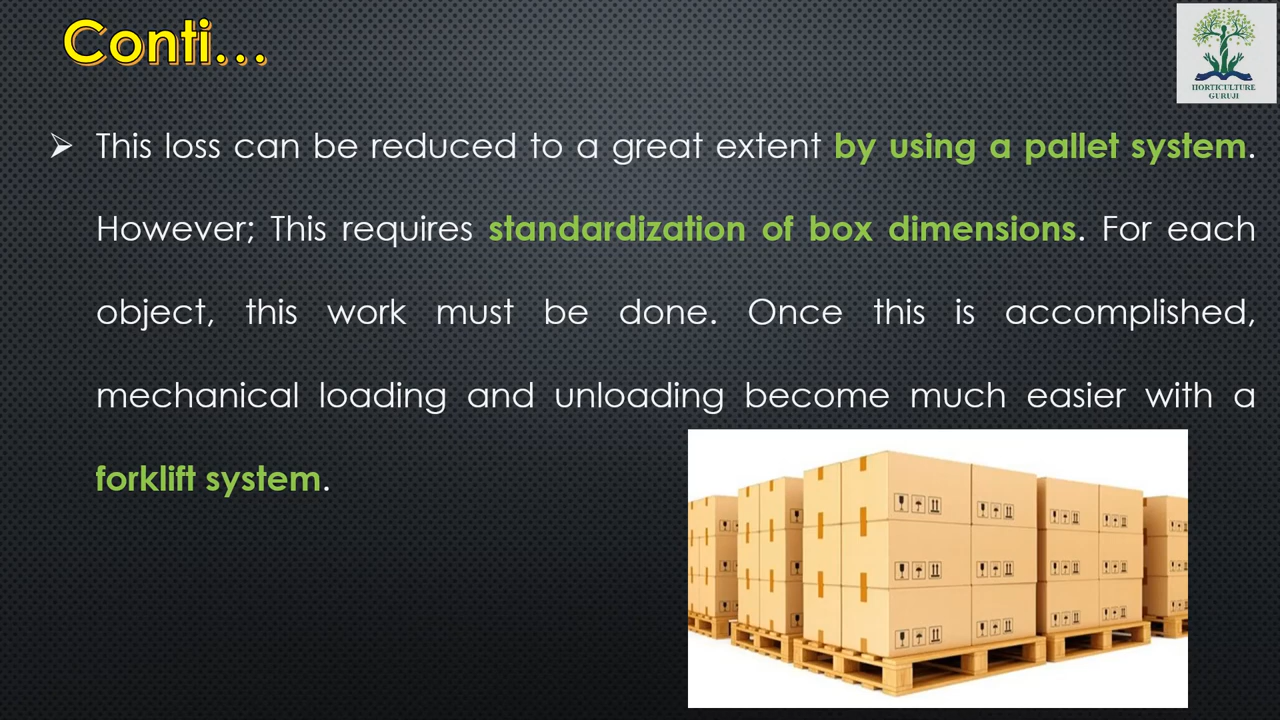 Conti...
HORTICULTURE
GURUJI
➢ This loss can be reduced to a great extent by using a pallet system.
However; This requires standardization of box dimensions. For each
object, this work must be done. Once this is accomplished,
mechanical loading and unloading become much easier with a
forklift system.